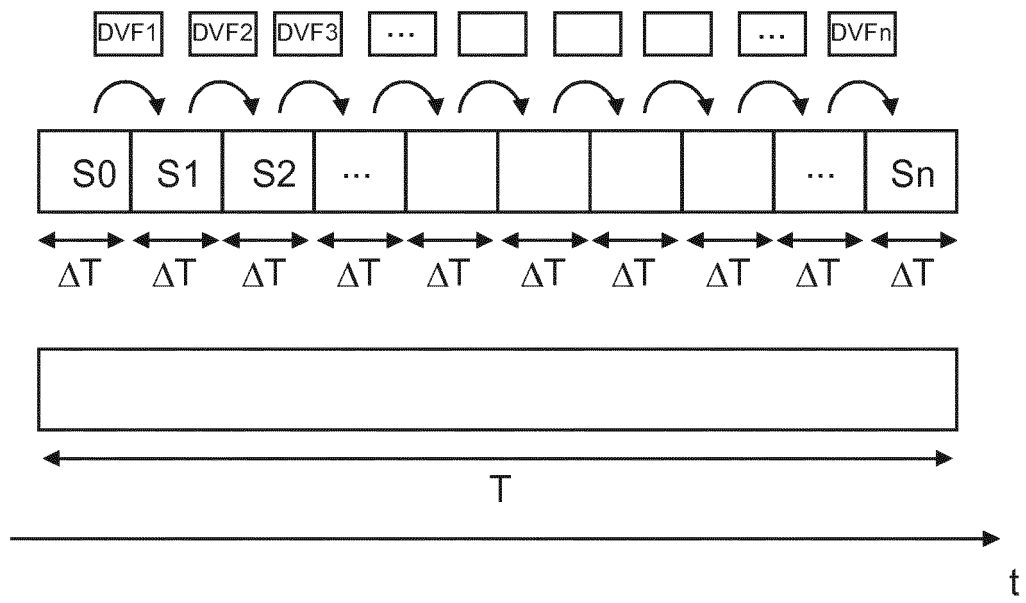 DVF1 DVF2 DVF3 ... ... DVFn
S0 S1 S2 ... ... Sn
ΔT ΔT ΔT ΔT ΔT ΔT ΔT ΔT ΔT ΔT
T
t